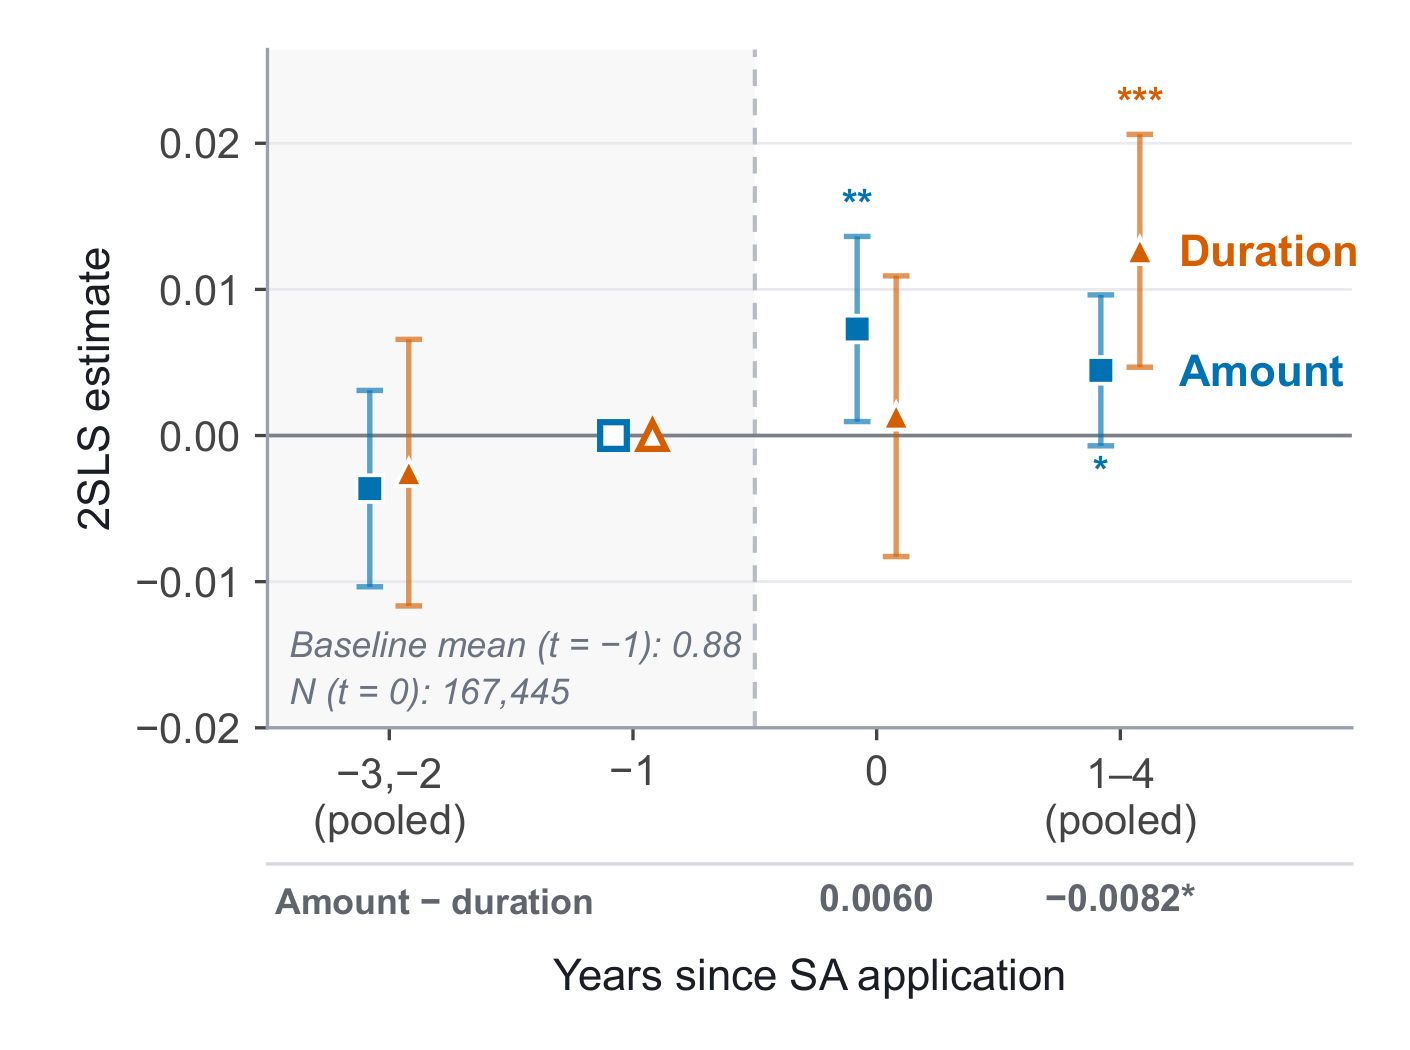 ***
0.02
**
Duration
0.01
Amount
0.00
*
2SLS estimate
−0.01
Baseline mean (t = −1): 0.88
N (t = 0): 167,445
−0.02
−3,−2 −1 0 1–4
(pooled) (pooled)
Amount − duration 0.0060 −0.0082*
Years since SA application